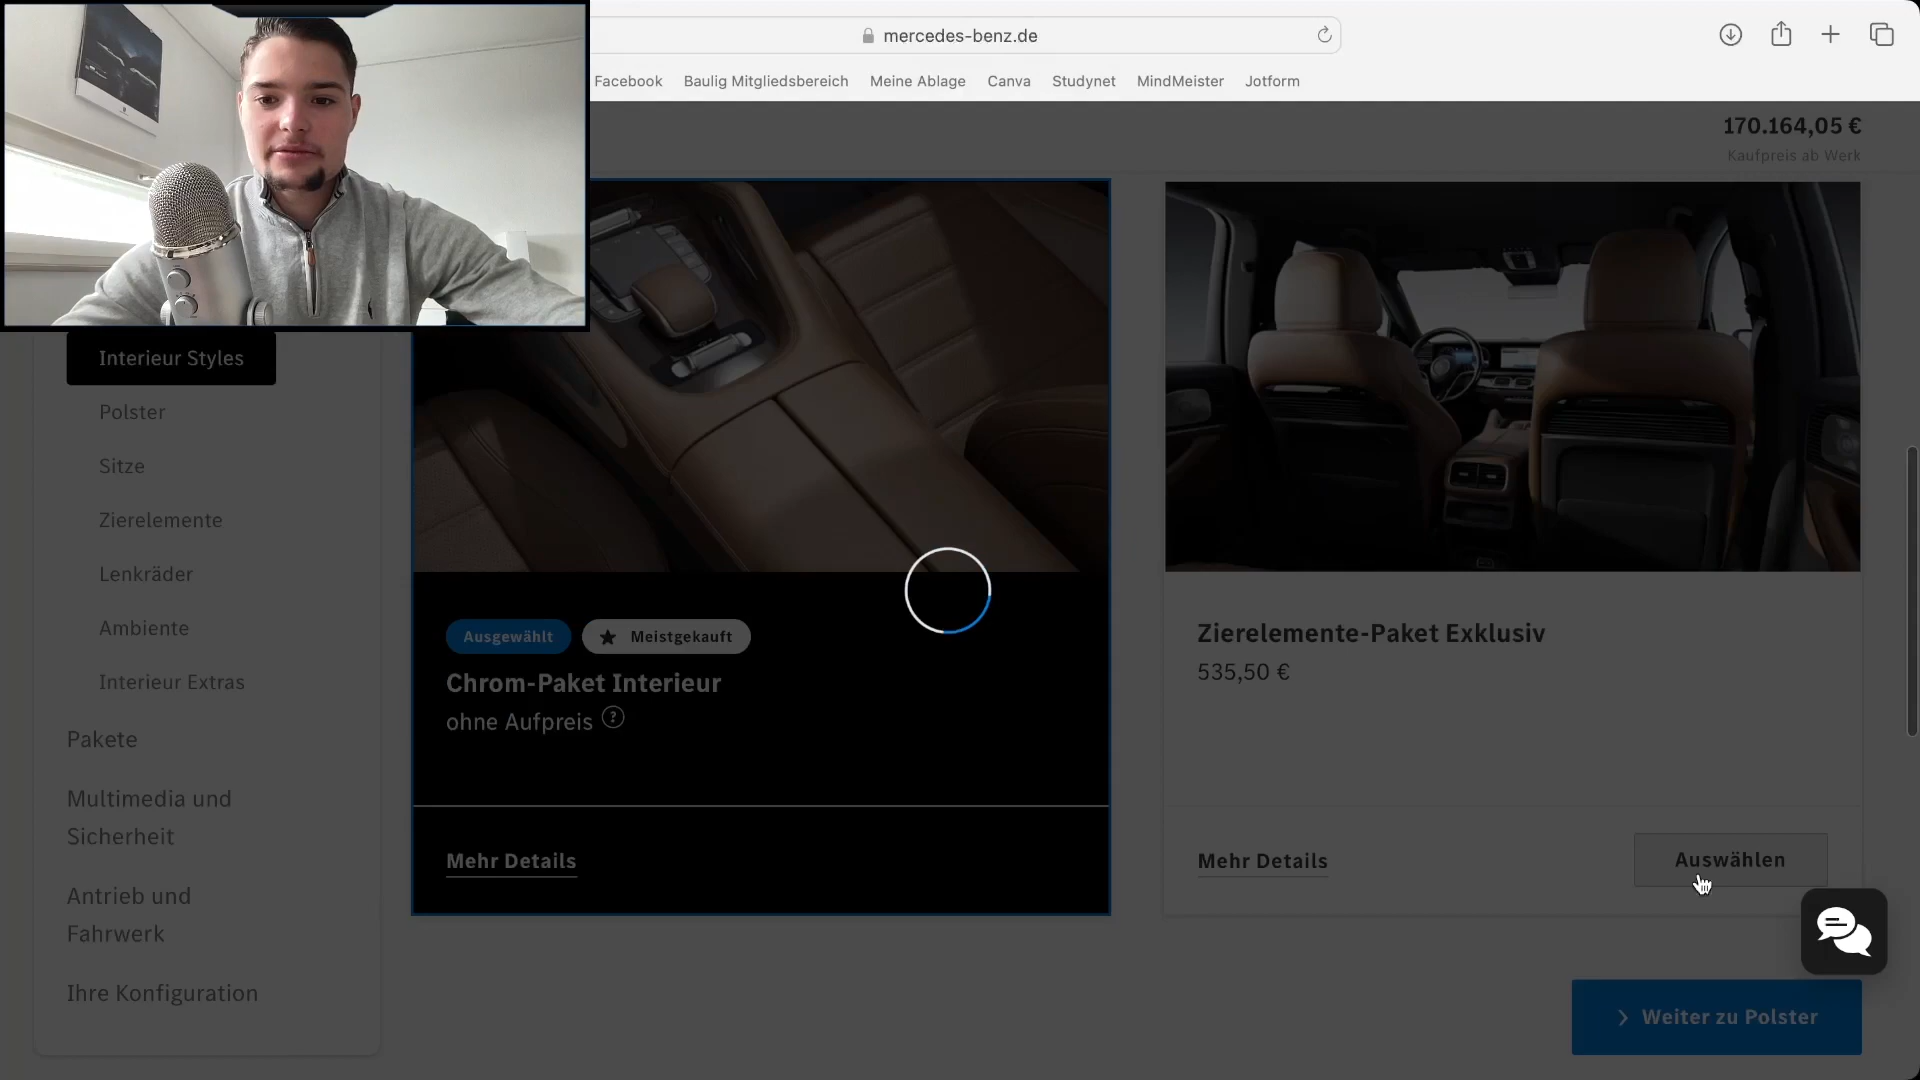 mercedes-benz.de
Facebook
Baulig Mitgliedsbereich
Meine Ablage
Canva
Studynet
MindMeister
Jotform
170.164,05 €
Kaufpreis ab Werk
Interieur Styles
Polster
Sitze
Zierelemente
Lenkräder
Ambiente
Interieur Extras
Pakete
Multimedia und
Sicherheit
Antrieb und
Fahrwerk
Ihre Konfiguration
Ausgewählt
Meistgekauft
Chrom-Paket Interieur
ohne Aufpreis ?
Mehr Details
Zierelemente-Paket Exklusiv
535,50 €
Mehr Details
Auswählen
Weiter zu Polster